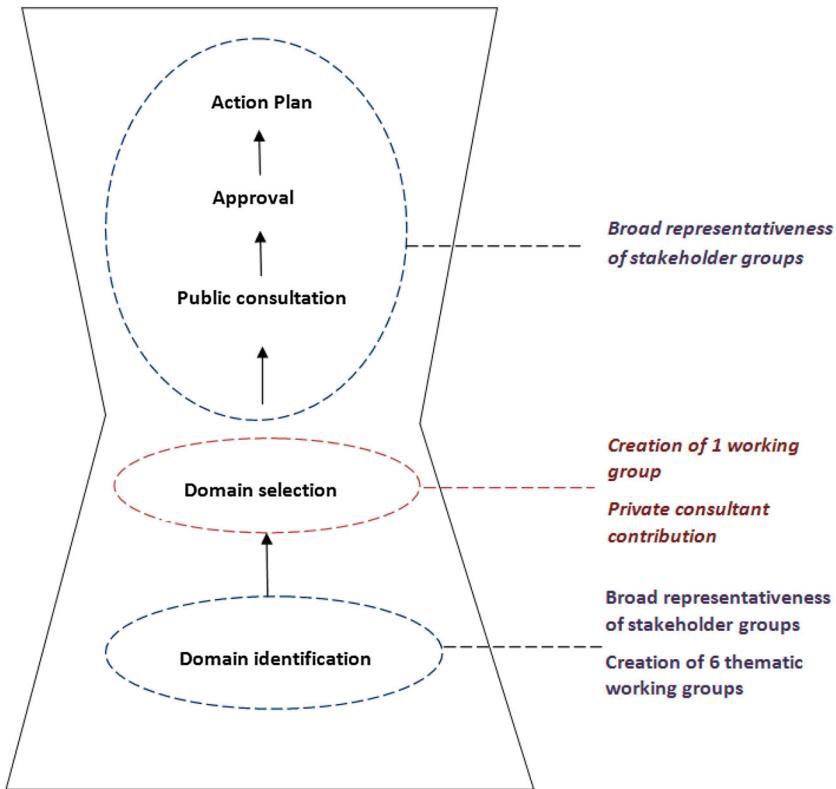 Action Plan
Approval
Public consultation
Broad representativeness
of stakeholder groups
Domain selection
Creation of 1 working
group
Private consultant
contribution
Domain identification
Broad representativeness
of stakeholder groups
Creation of 6 thematic
working groups